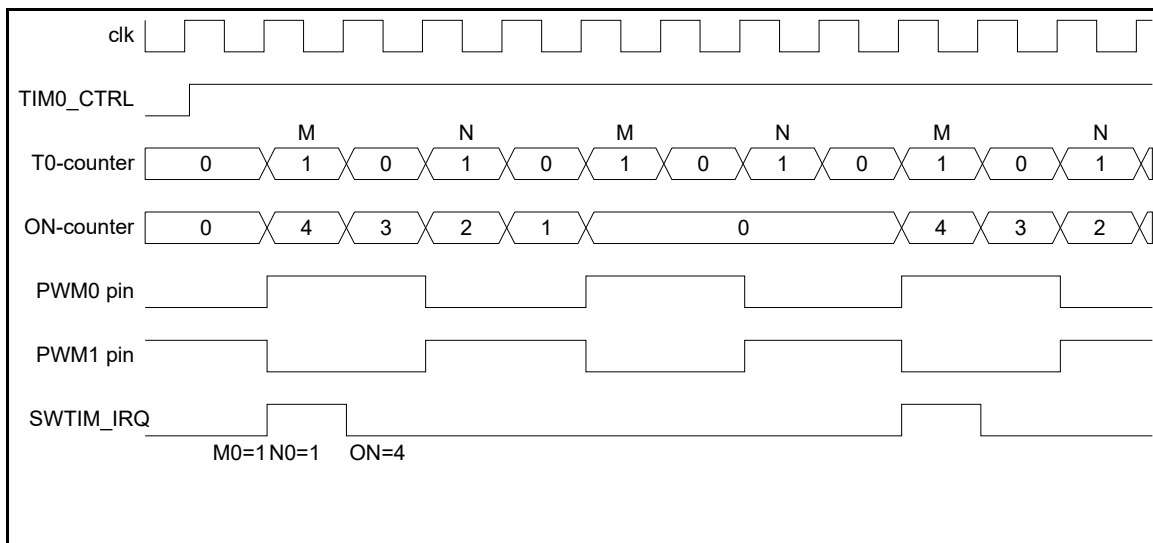 clk
TIM0_CTRL
M N M N M N
T0-counter 0 1 0 1 0 1 0 1 0 1 0 1
ON-counter 0 4 3 2 1 0 4 3 2
PWM0 pin
PWM1 pin
SWTIM_IRQ
M0=1 N0=1 ON=4